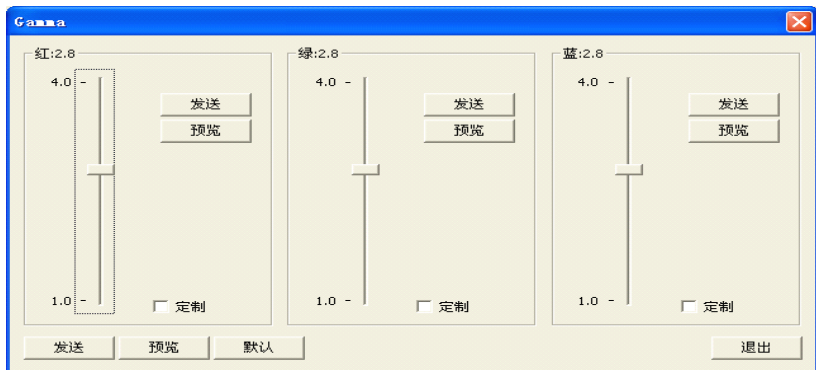 Gamma
红:2.8 绿:2.8 蓝:2.8
4.0 4.0 4.0
发送 发送 发送
预览 预览 预览
1.0 1.0 1.0
定制 定制 定制
发送 预览 默认 退出